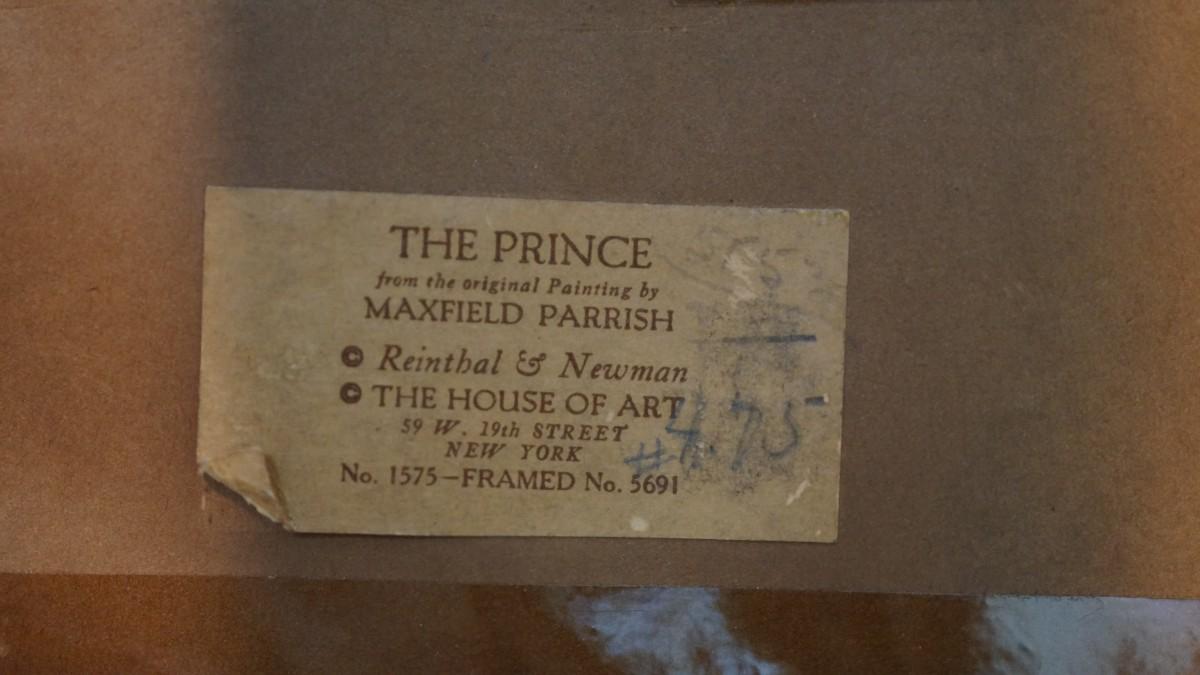 THE PRINCE
from the original Painting by
MAXFIELD PARRISH
© Reinthal & Newman
© THE HOUSE OF ART
59 W. 19th STREET
NEW YORK
No. 1575—FRAMED No. 5691
#4.75